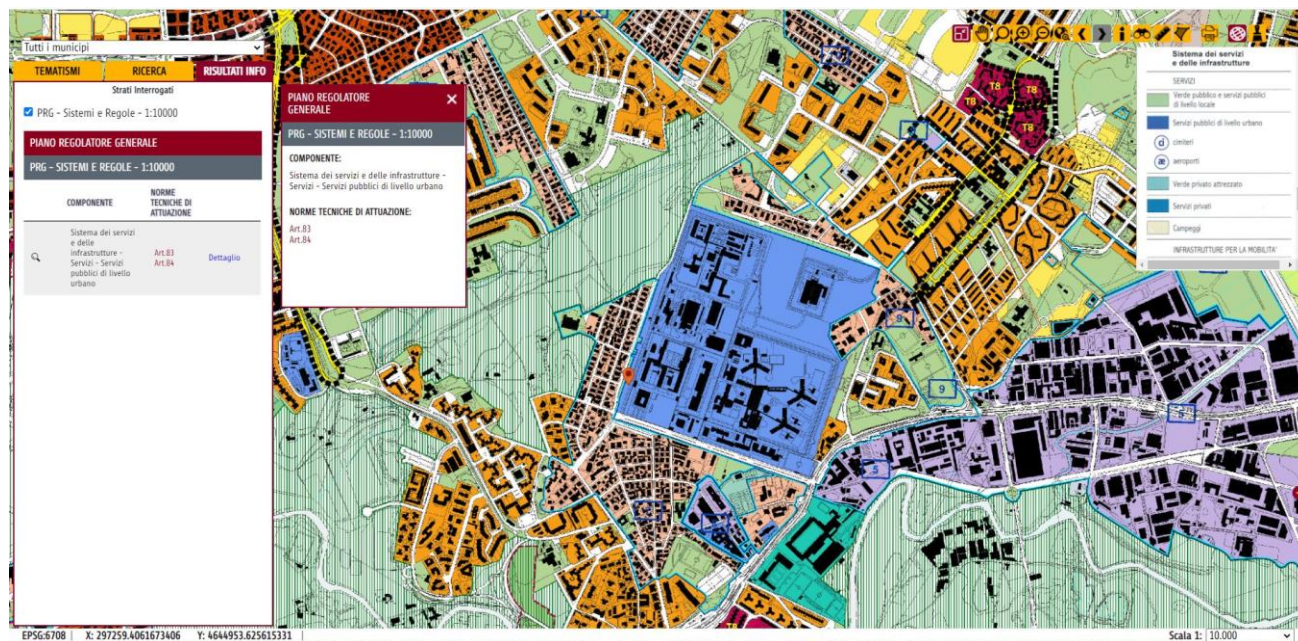 Tutti i municipi
TEMATISMI
RICERCA
RISULTATI INFO
Strati Interrogati
PRG - Sistemi e Regole - 1:10000
PIANO REGOLATORE GENERALE
PRG - SISTEMI E REGOLE - 1:10000
COMPONENTE
NORME
TECNICHE DI
ATTUAZIONE
Sistema dei servizi
e delle
infrastrutture -
Servizi - Servizi
pubblici di livello
urbano
Art.83
Art.84
Dettaglio
PIANO REGOLATORE
GENERALE
PRG - SISTEMI E REGOLE - 1:10000
COMPONENTE:
Sistema dei servizi e delle infrastrutture -
Servizi - Servizi pubblici di livello urbano
NORME TECNICHE DI ATTUAZIONE:
Art.83
Art.84
Sistema dei servizi
e delle infrastrutture
SERVIZI
Verde pubblico e servizi pubblici
di livello locale
Servizi pubblici di livello urbano
cimiteri
æ aeroporti
Verde privato attrezzato
Servizi privati
Campeggi
INFRASTRUTTURE PER LA MOBILITA'
T8
T8
T8
9
9
5
EPSG:6708
X: 297259.4061673406
Y: 4644953.625615331
Scala 1: 10.000